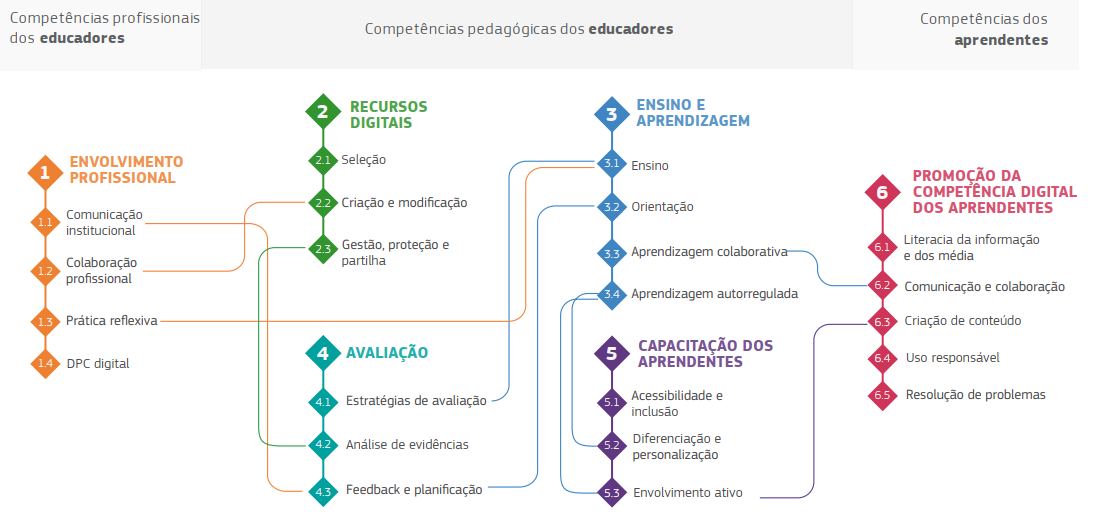 Competências profissionais
dos educadores
Competências pedagógicas dos educadores
Competências dos
aprendentes
1
ENVOLVIMENTO
PROFISSIONAL
1.1
Comunicação
institucional
1.2
Colaboração
profissional
1.3
Prática reflexiva
1.4
DPC digital
2
RECURSOS
DIGITAIS
2.1
Seleção
2.2
Criação e modificação
2.3
Gestão, proteção e
partilha
4
AVALIAÇÃO
4.1
Estratégias de avaliação
4.2
Análise de evidências
4.3
Feedback e planificação
3
ENSINO E
APRENDIZAGEM
3.1
Ensino
3.2
Orientação
3.3
Aprendizagem colaborativa
3.4
Aprendizagem autorregulada
5
CAPACITAÇÃO DOS
APRENDENTES
5.1
Acessibilidade e
inclusão
5.2
Diferenciação e
personalização
5.3
Envolvimento ativo
6
PROMOÇÃO DA
COMPETÊNCIA DIGITAL
DOS APRENDENTES
6.1
Literacia da informação
e dos média
6.2
Comunicação e colaboração
6.3
Criação de conteúdo
6.4
Uso responsável
6.5
Resolução de problemas